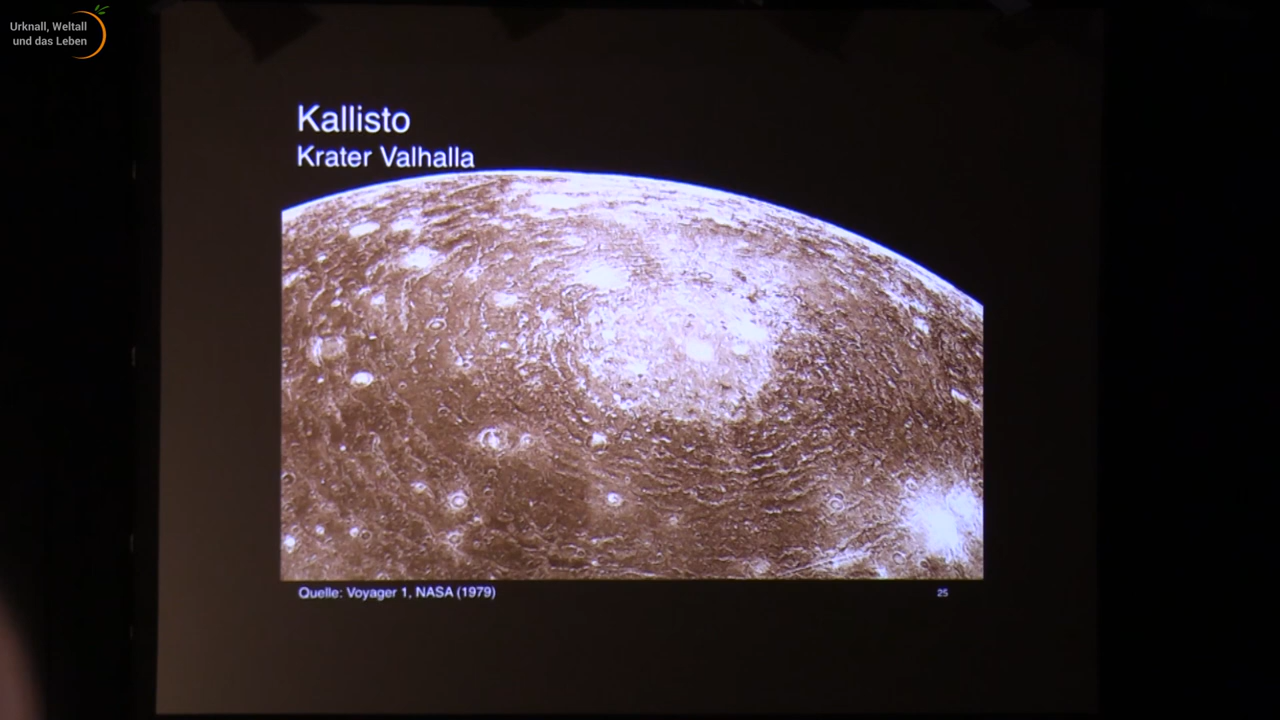 Urknall, Weltall
und das Leben
Kallisto
Krater Valhalla
Quelle: Voyager 1, NASA (1979)
25